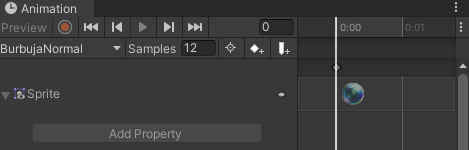 Animation
Preview 0 0:00 0:01
BurbujaNormal Samples 12
Sprite
Add Property